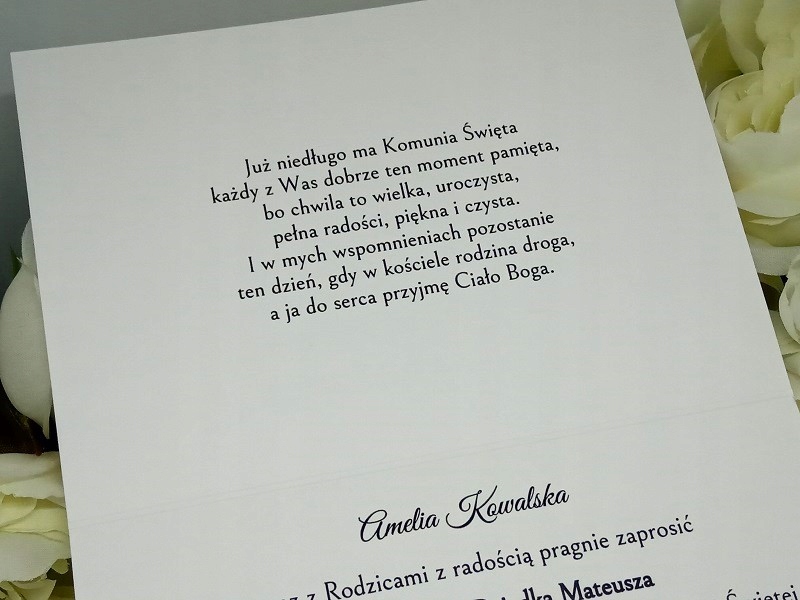 Już niedługo ma Komunia Święta
każdy z Was dobrze ten moment pamięta,
bo chwila to wielka, uroczysta,
pełna radości, piękna i czysta.
I w mych wspomnieniach pozostanie
ten dzień, gdy w kościele rodzina droga,
a ja do serca przyjmę Ciało Boga.
Amelia Kowalska
z Rodzicami z radością pragnie zaprosić
Mateusza